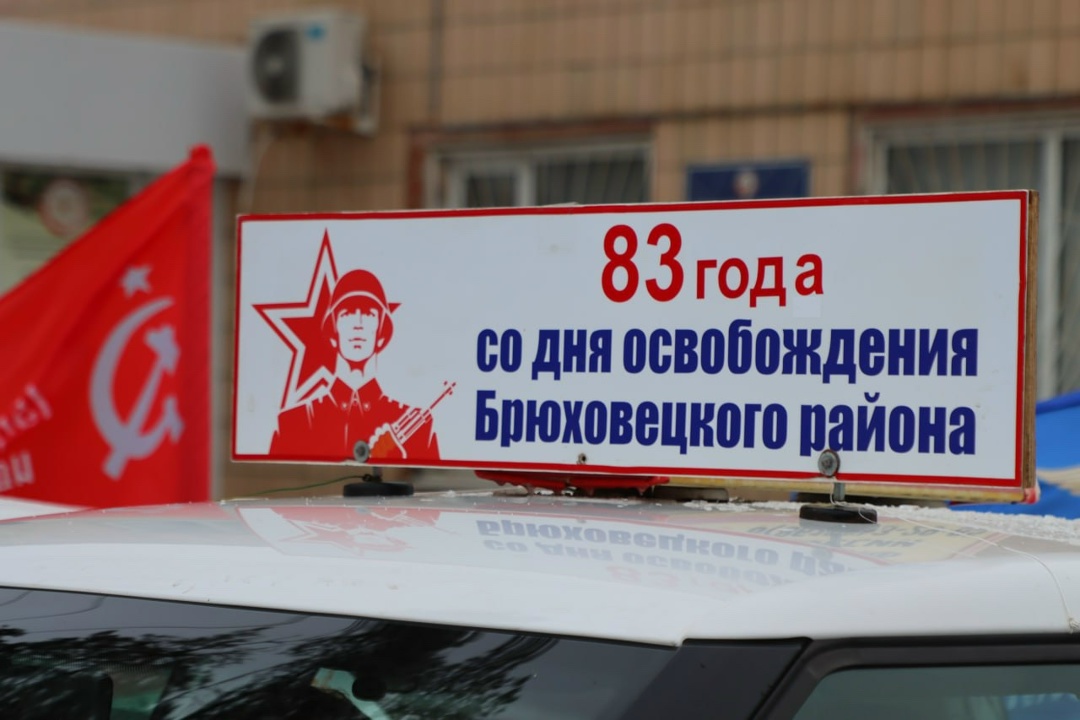 83 года
со дня освобождения
Брюховецкого района